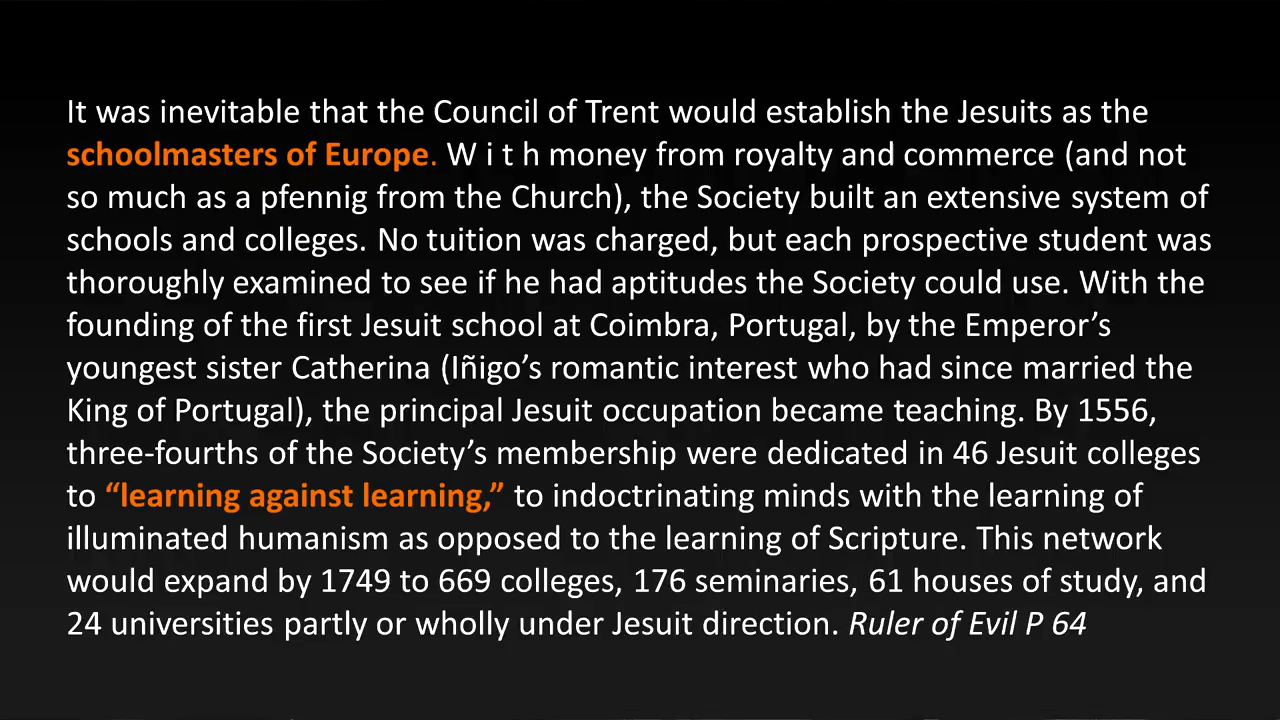 It was inevitable that the Council of Trent would establish the Jesuits as the
schoolmasters of Europe. W i t h money from royalty and commerce (and not
so much as a pfennig from the Church), the Society built an extensive system of
schools and colleges. No tuition was charged, but each prospective student was
thoroughly examined to see if he had aptitudes the Society could use. With the
founding of the first Jesuit school at Coimbra, Portugal, by the Emperor’s
youngest sister Catherina (Iñigo’s romantic interest who had since married the
King of Portugal), the principal Jesuit occupation became teaching. By 1556,
three-fourths of the Society’s membership were dedicated in 46 Jesuit colleges
to “learning against learning,” to indoctrinating minds with the learning of
illuminated humanism as opposed to the learning of Scripture. This network
would expand by 1749 to 669 colleges, 176 seminaries, 61 houses of study, and
24 universities partly or wholly under Jesuit direction. Ruler of Evil P 64